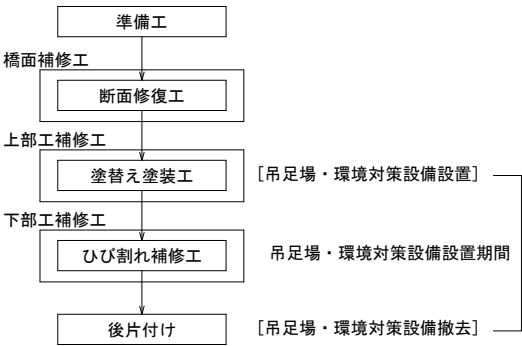 準備工
橋面補修工
断面修復工
上部工補修工
塗替え塗装工
[吊足場・環境対策設備設置]
下部工補修工
ひび割れ補修工
吊足場・環境対策設備設置期間
後片付け
[吊足場・環境対策設備撤去]